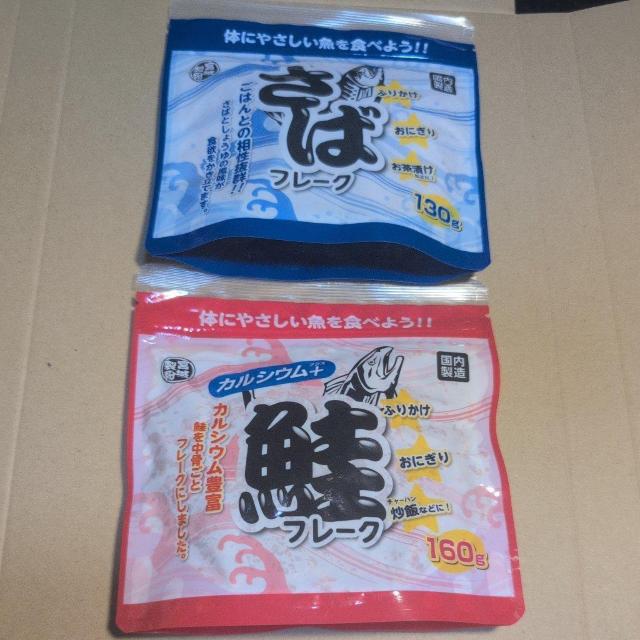 体にやさしい魚を食べよう!!
国内
製造
さば
フレーク
ごはんとの相性抜群!!
さばとしょうゆの風味が
食欲をかき立てます。
ふりかけ
おにぎり
お茶漬け
130g
体にやさしい魚を食べよう!!
国内
製造
カルシウム+
プラス
鮭
フレーク
カルシウム豊富
鮭を中骨ごと
フレークにしました。
ふりかけ
おにぎり
チャーハン
炒飯などに!
160g